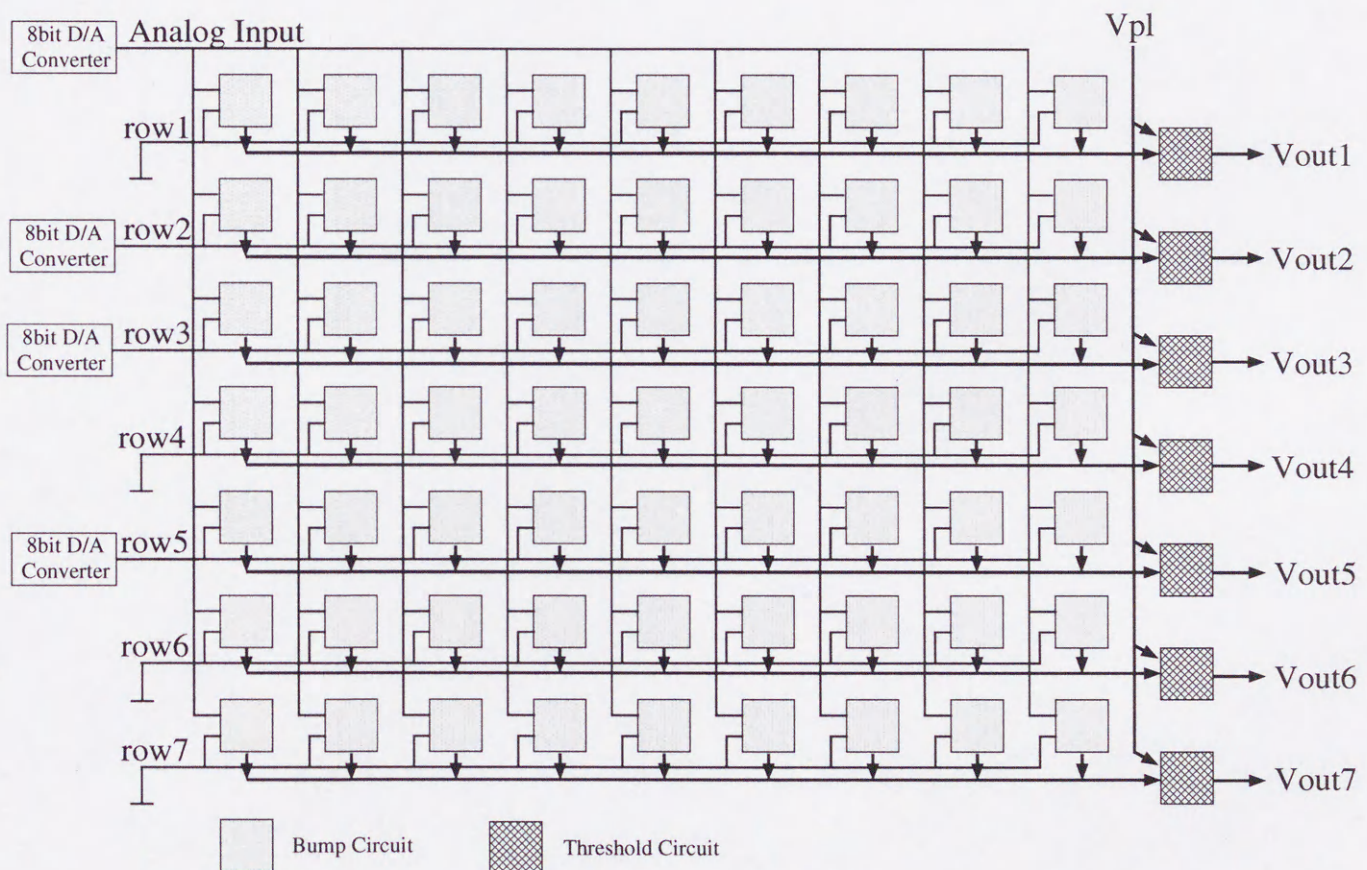 8bit D/A
Converter
Analog Input
Vpl
row1
Vout1
8bit D/A
Converter
row2
Vout2
8bit D/A
Converter
row3
Vout3
row4
Vout4
8bit D/A
Converter
row5
Vout5
row6
Vout6
row7
Vout7
Bump Circuit
Threshold Circuit